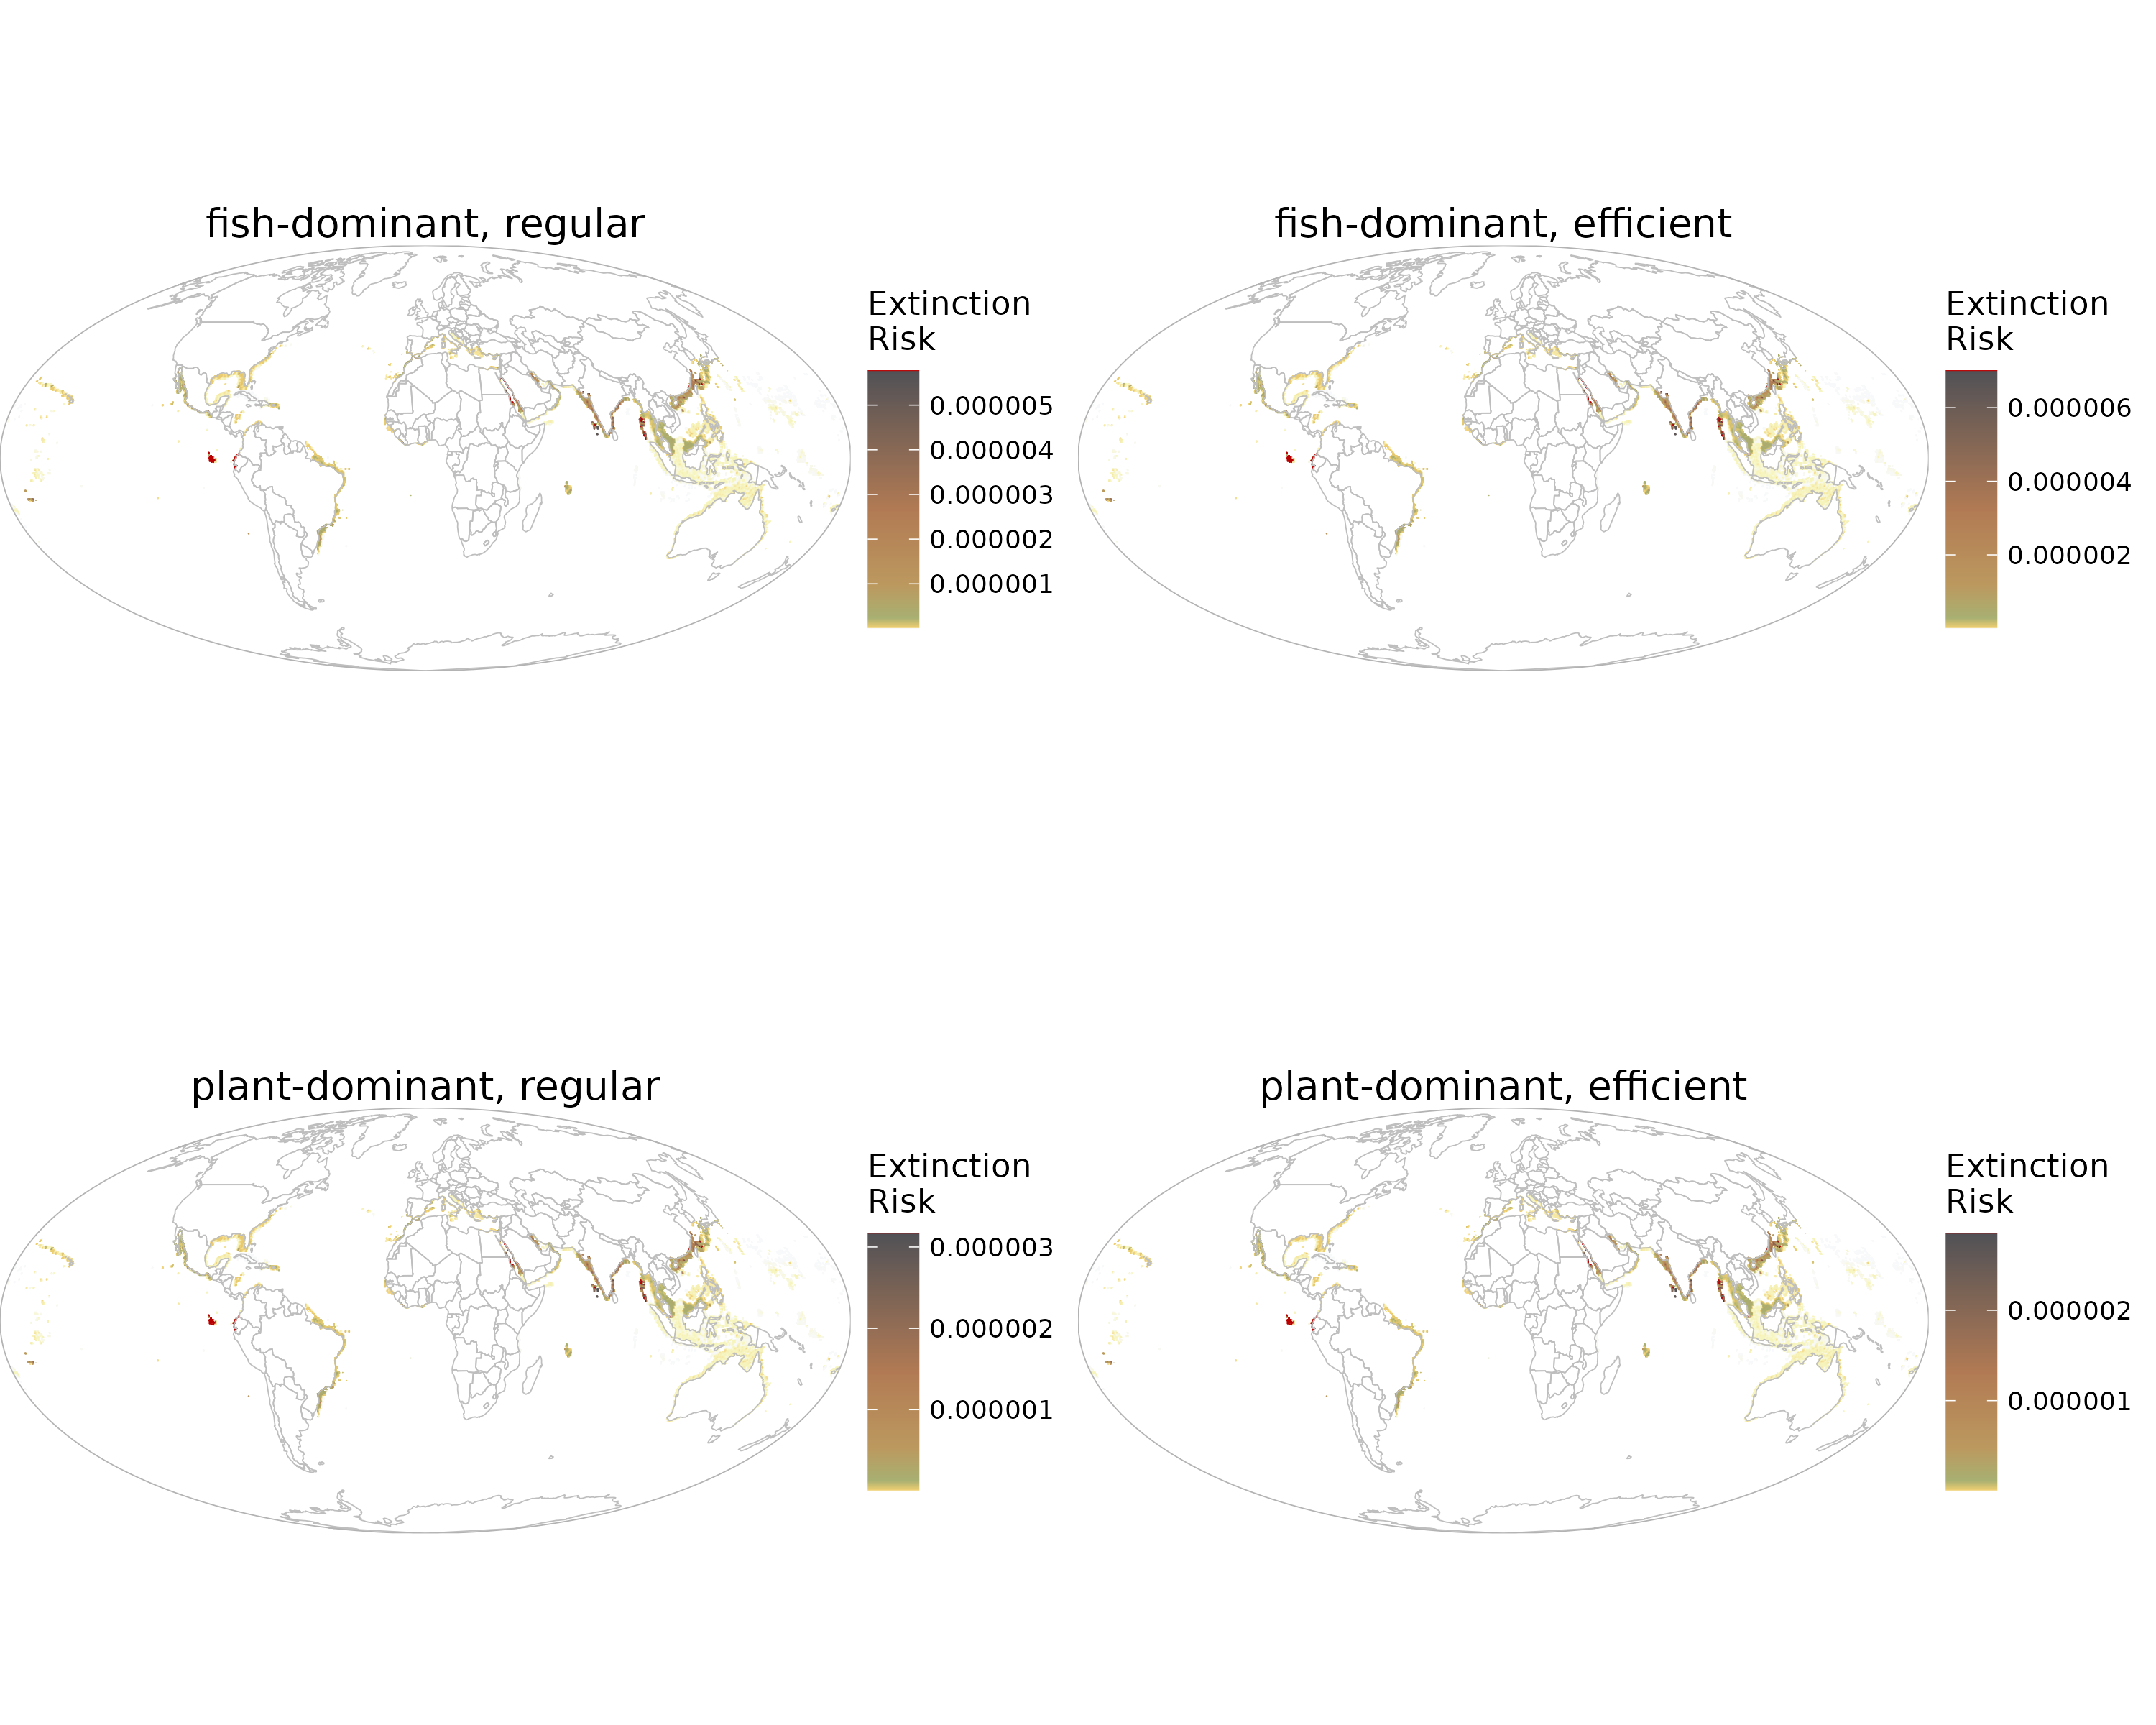 fish-dominant, regular
Extinction
Risk
0.000005
0.000004
0.000003
0.000002
0.000001
fish-dominant, efficient
Extinction
Risk
0.000006
0.000004
0.000002
plant-dominant, regular
Extinction
Risk
0.000003
0.000002
0.000001
plant-dominant, efficient
Extinction
Risk
0.000002
0.000001